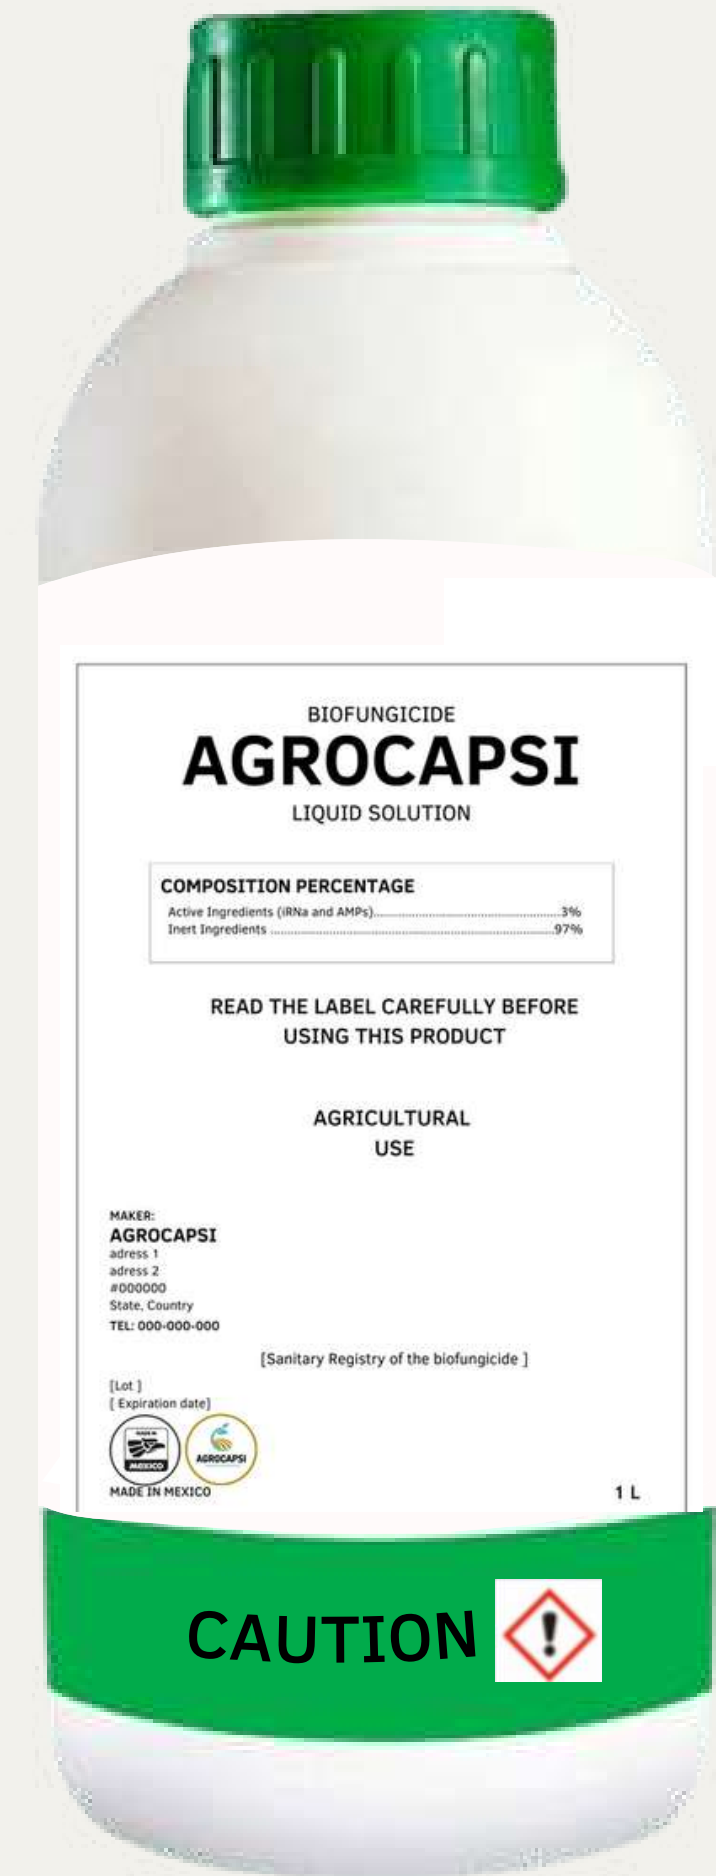 BIOFUNGICIDE
AGROCAPSI
LIQUID SOLUTION
COMPOSITION PERCENTAGE
Active Ingredients (iRNa and AMPs)..........................................................3%
Inert Ingredients ....................................................................................97%
READ THE LABEL CAREFULLY BEFORE
USING THIS PRODUCT
AGRICULTURAL
USE
MAKER:
AGROCAPSI
adress 1
adress 2
#000000
State, Country
TEL: 000-000-000
[Sanitary Registry of the biofungicide ]
[Lot ]
[ Expiration date]
MADE IN
MEXICO
AGROCAPSI
MADE IN MEXICO
1 L
CAUTION